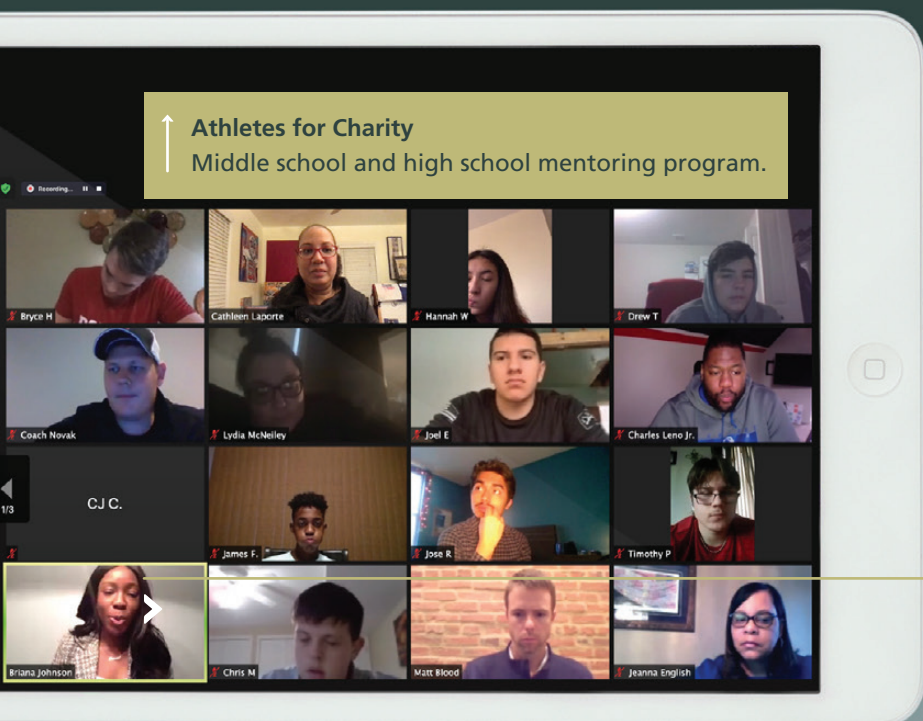 Athletes for Charity
Middle school and high school mentoring program.
Recording...
Bryce H
Cathleen Laporte
Hannah W
Drew T
Coach Novak
Lydia McNeiley
Joel E
Charles Leno Jr.
1/3
CJ C.
James F.
Jose R
Timothy P
Briana Johnson
Chris M
Matt Blood
Jeanna English